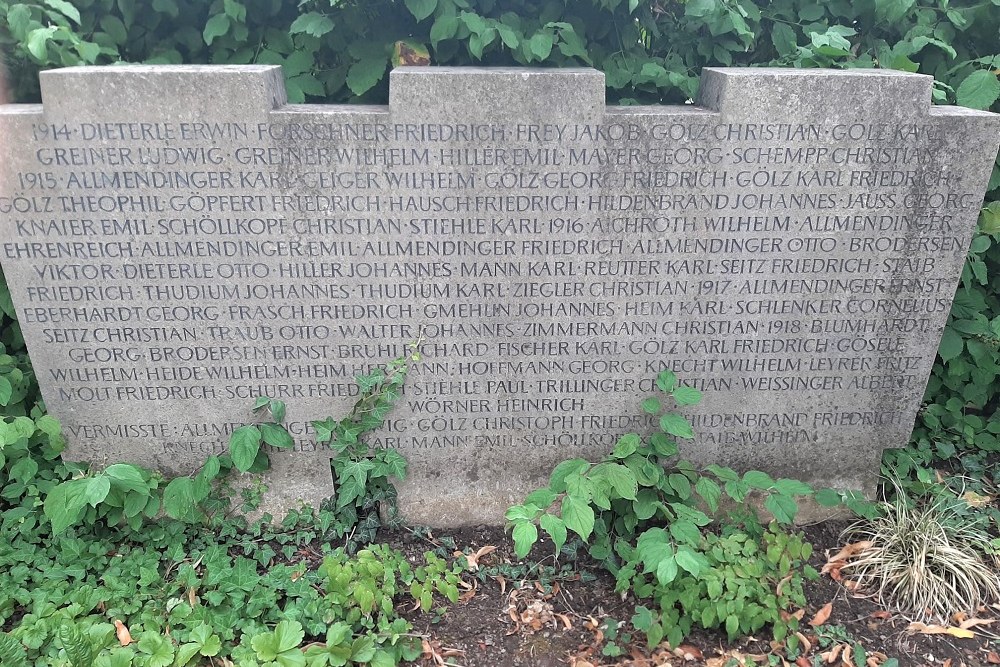 1914 · DIETERLE ERWIN · FORSCHNER FRIEDRICH · FREY JAKOB · GÖLZ CHRISTIAN · GÖLZ KARL
GREINER LUDWIG · GREINER WILHELM · HILLER EMIL · MAYER GEORG · SCHEMPP CHRISTIAN
1915 · ALLMENDINGER KARL · GEIGER WILHELM · GÖLZ GEORG FRIEDRICH · GÖLZ KARL FRIEDRICH ·
GÖLZ THEOPHIL · GÖPFERT FRIEDRICH · HAUSCH FRIEDRICH · HILDENBRAND JOHANNES · JAUSS GEORG
KNAIER EMIL · SCHÖLLKOPF CHRISTIAN · STIEHLE KARL · 1916 · AICHROTH WILHELM · ALLMENDINGER
EHRENREICH · ALLMENDINGER EMIL · ALLMENDINGER FRIEDRICH · ALLMENDINGER OTTO · BRODERSEN
VIKTOR · DIETERLE OTTO · HILLER JOHANNES · MANN KARL · REUTTER KARL · SEITZ FRIEDRICH · STAIB
FRIEDRICH · THUDIUM JOHANNES · THUDIUM KARL · ZIEGLER CHRISTIAN · 1917 · ALLMENDINGER ERNST
EBERHARDT GEORG · FRASCH FRIEDRICH · GMEHLIN JOHANNES · HEIM KARL · SCHLENKER CORNELIUS
SEITZ CHRISTIAN · TRAUB OTTO · WALTER JOHANNES · ZIMMERMANN CHRISTIAN · 1918 · BLUMHARDT
GEORG · BRODERSEN ERNST · BRÜHL RICHARD · FISCHER KARL · GÖLZ KARL FRIEDRICH · GÖSELE
WILHELM · HEIDE WILHELM · HEIM HERMANN · HOFFMANN GEORG · KNECHT WILHELM · LEYRER FRITZ
MOLT FRIEDRICH · SCHURR FRIEDRICH · STIEHLE PAUL · TRILLINGER CHRISTIAN · WEISSINGER ALBERT
WÖRNER HEINRICH
VERMISSTE · GÖLZ CHRISTOPH FRIEDRICH · HILDENBRAND FRIEDRICH
KARL · MANN EMIL · SCHÖLLKOPF WILHELM